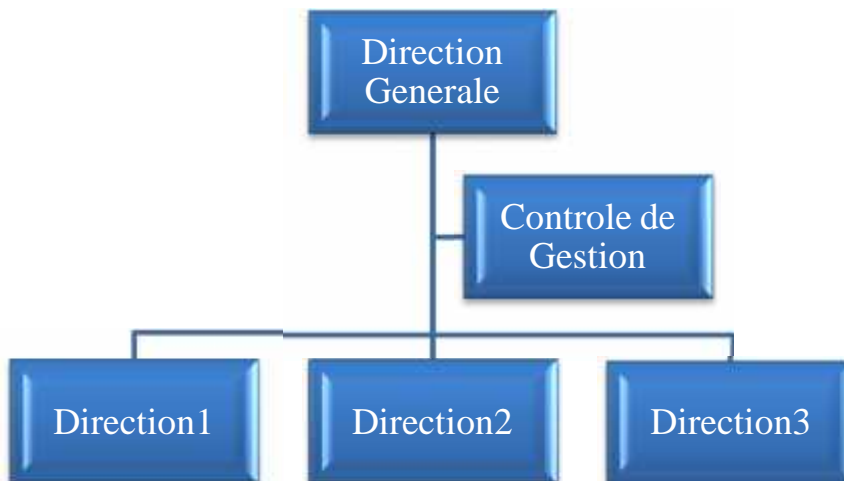 Direction
Generale
Controle de
Gestion
Direction1
Direction2
Direction3